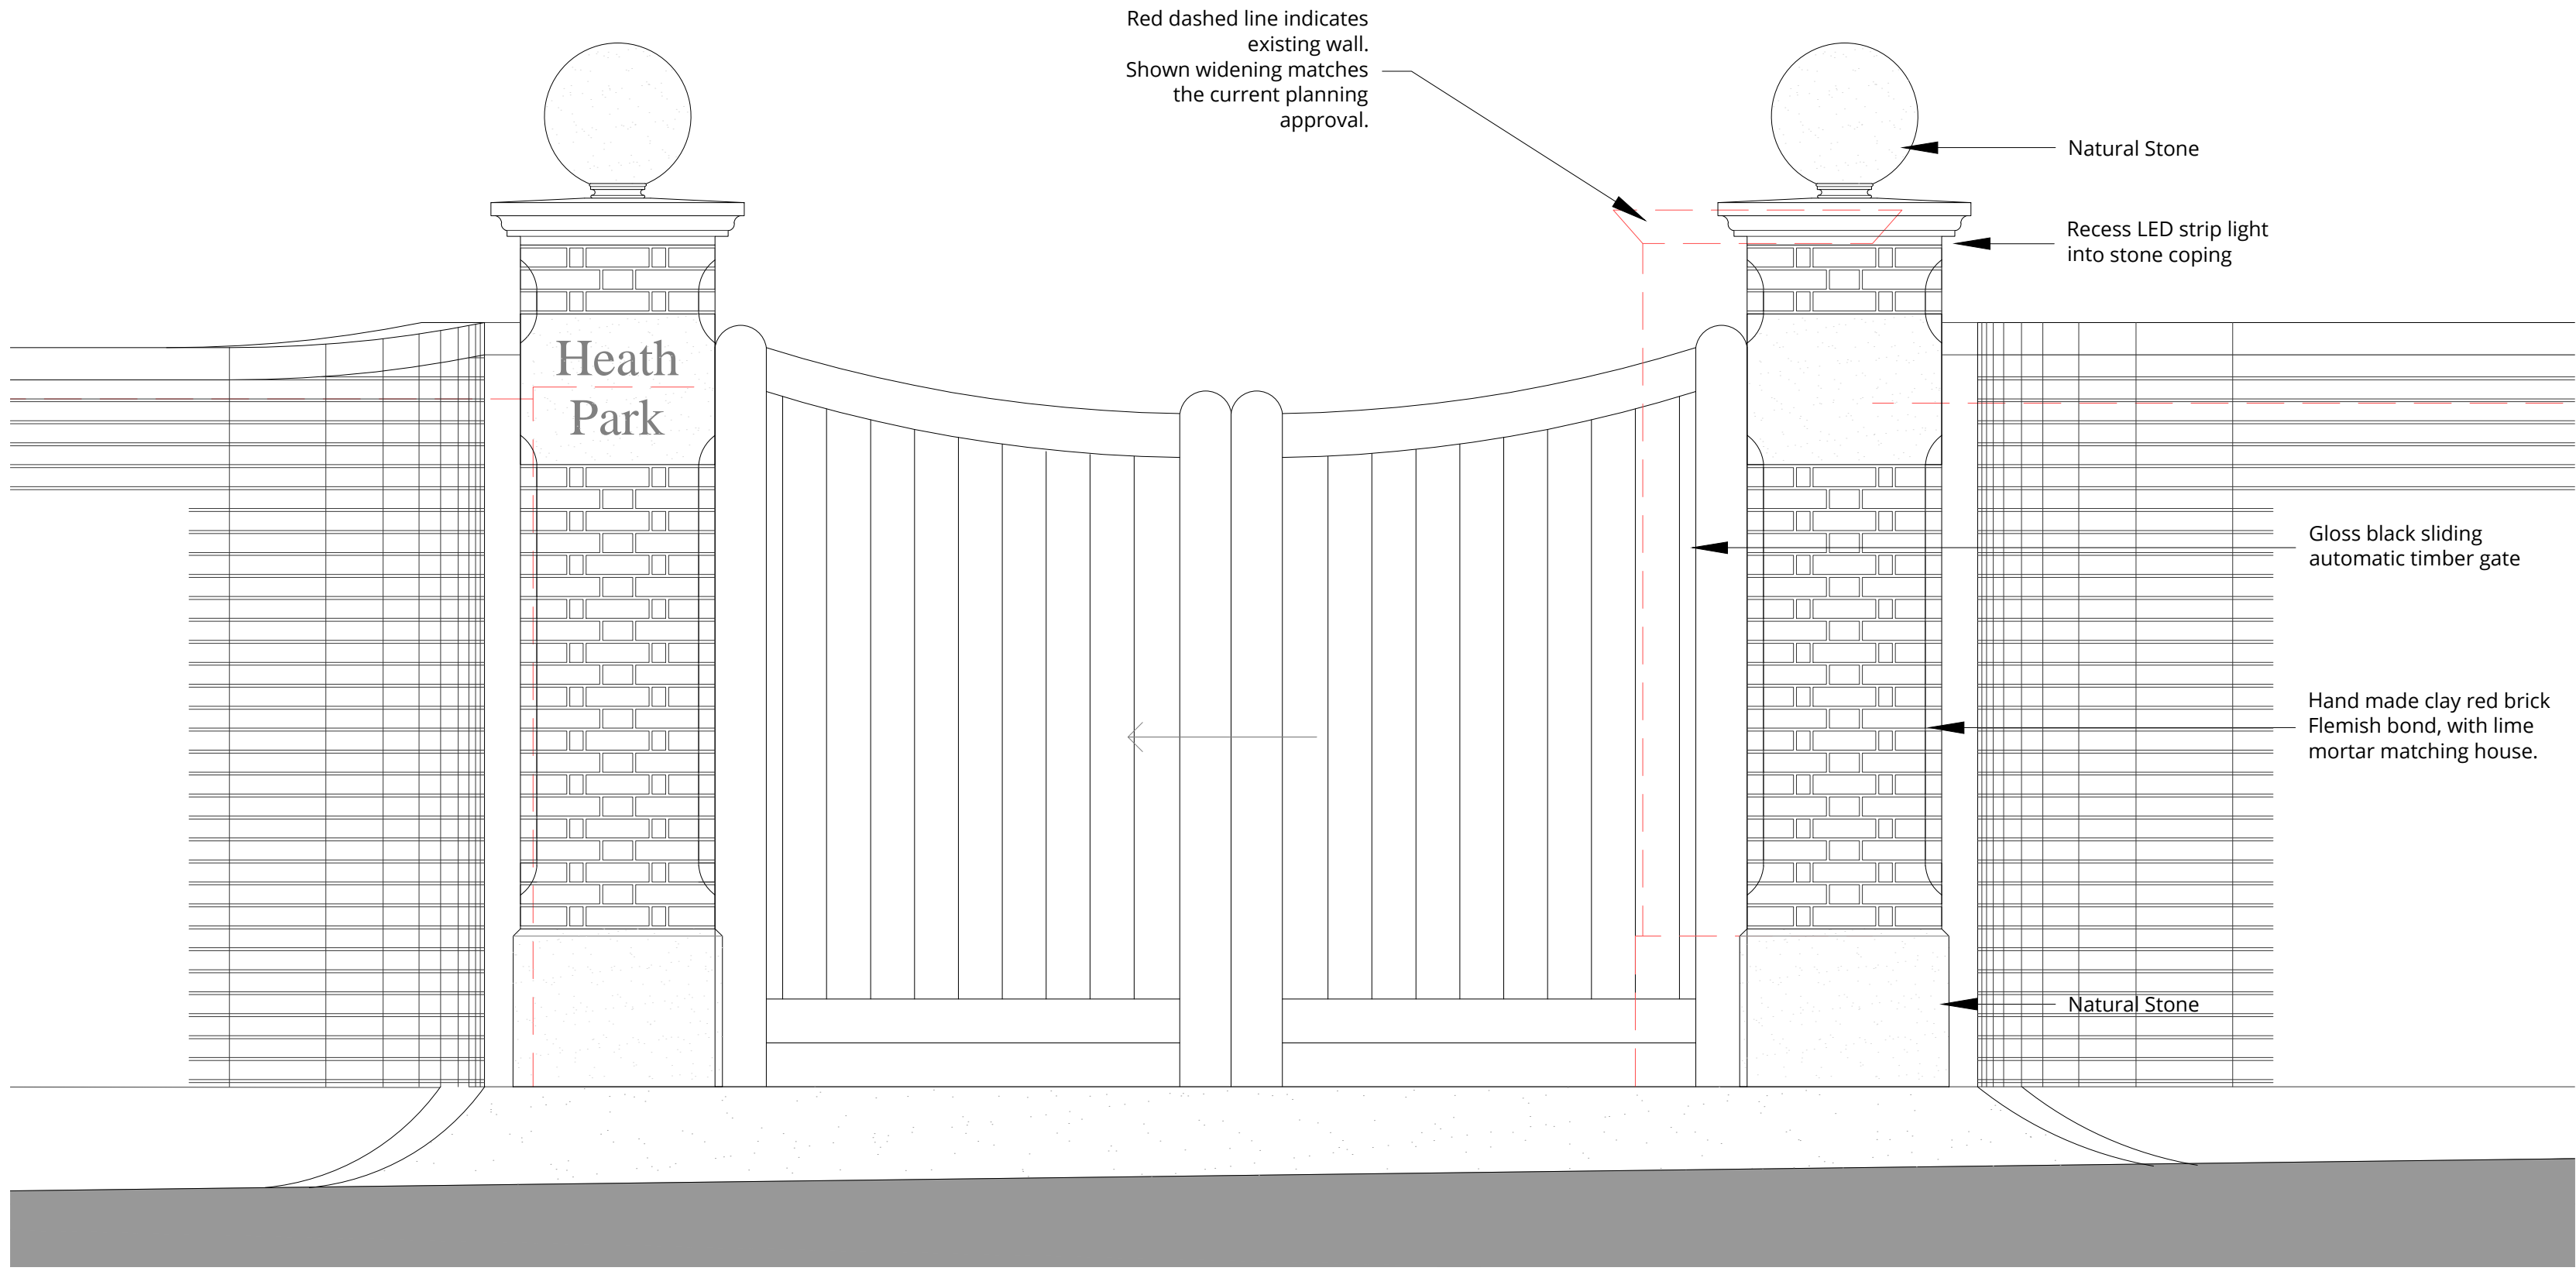 Red dashed line indicates
existing wall.
Shown widening matches
the current planning
approval.
Natural Stone
Recess LED strip light
into stone coping
Heath
Park
Gloss black sliding
automatic timber gate
Hand made clay red brick
Flemish bond, with lime
mortar matching house.
Natural Stone